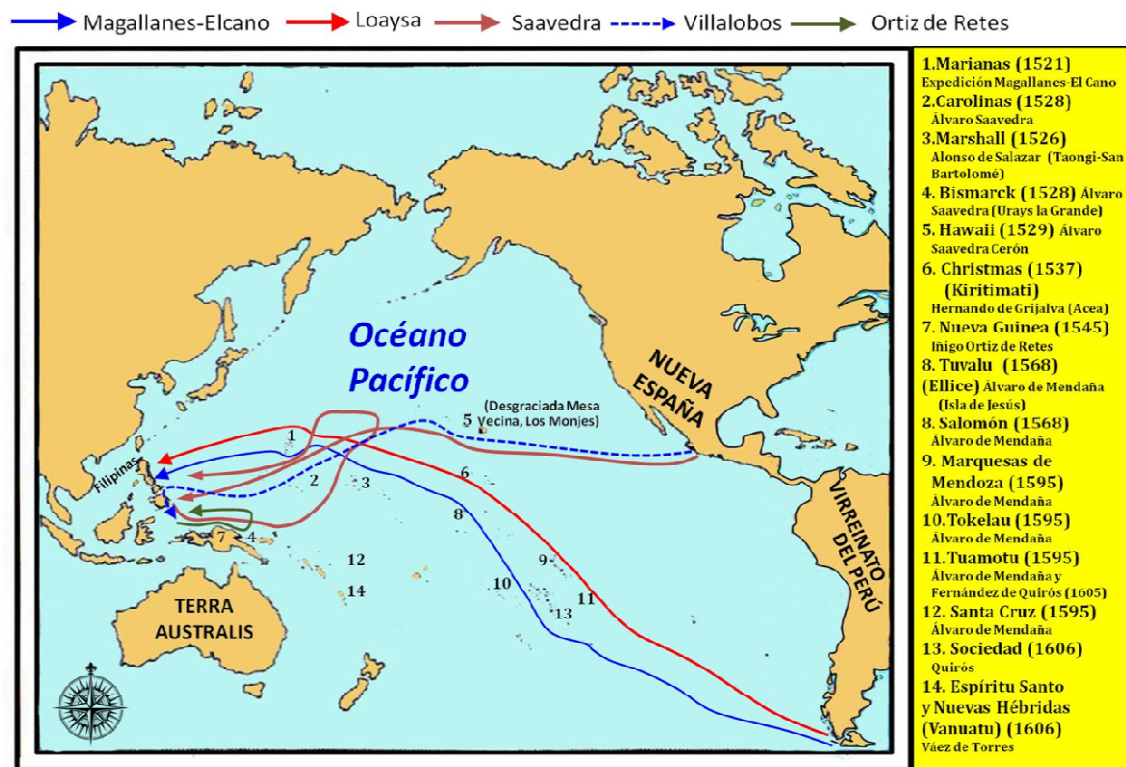 Magallanes-Elcano Loaysa Saavedra Villalobos Ortiz de Retes
Océano
Pacífico
NUEVA
ESPAÑA
(Desgraciada Mesa
5 Vecina, Los Monjes)
1
Filipinas
2
3
6
8
7
4
12
14
9
10
11
13
VIRREINATO
DEL PERÚ
TERRA
AUSTRALIS
1.Marianas (1521)
Expedición Magallanes-El Cano
2.Carolinas (1528)
Álvaro Saavedra
3.Marshall (1526)
Alonso de Salazar (Taongi-San
Bartolomé)
4. Bismarck (1528) Álvaro
Saavedra (Urays la Grande)
5. Hawaii (1529) Álvaro
Saavedra Cerón
6. Christmas (1537)
(Kiritimati)
Hernando de Grijalva (Acea)
7. Nueva Guinea (1545)
Iñigo Ortiz de Retes
8. Tuvalu (1568)
(Ellice) Álvaro de Mendaña
(Isla de Jesús)
8. Salomón (1568)
Álvaro de Mendaña
9. Marquesas de
Mendoza (1595)
Álvaro de Mendaña
10. Tokelau (1595)
Álvaro de Mendaña
11.Tuamotu (1595)
Álvaro de Mendaña y
Fernández de Quirós (1605)
12. Santa Cruz (1595)
Álvaro de Mendaña
13. Sociedad (1606)
Quirós
14. Espíritu Santo
y Nuevas Hébridas
(Vanuatu) (1606)
Váez de Torres